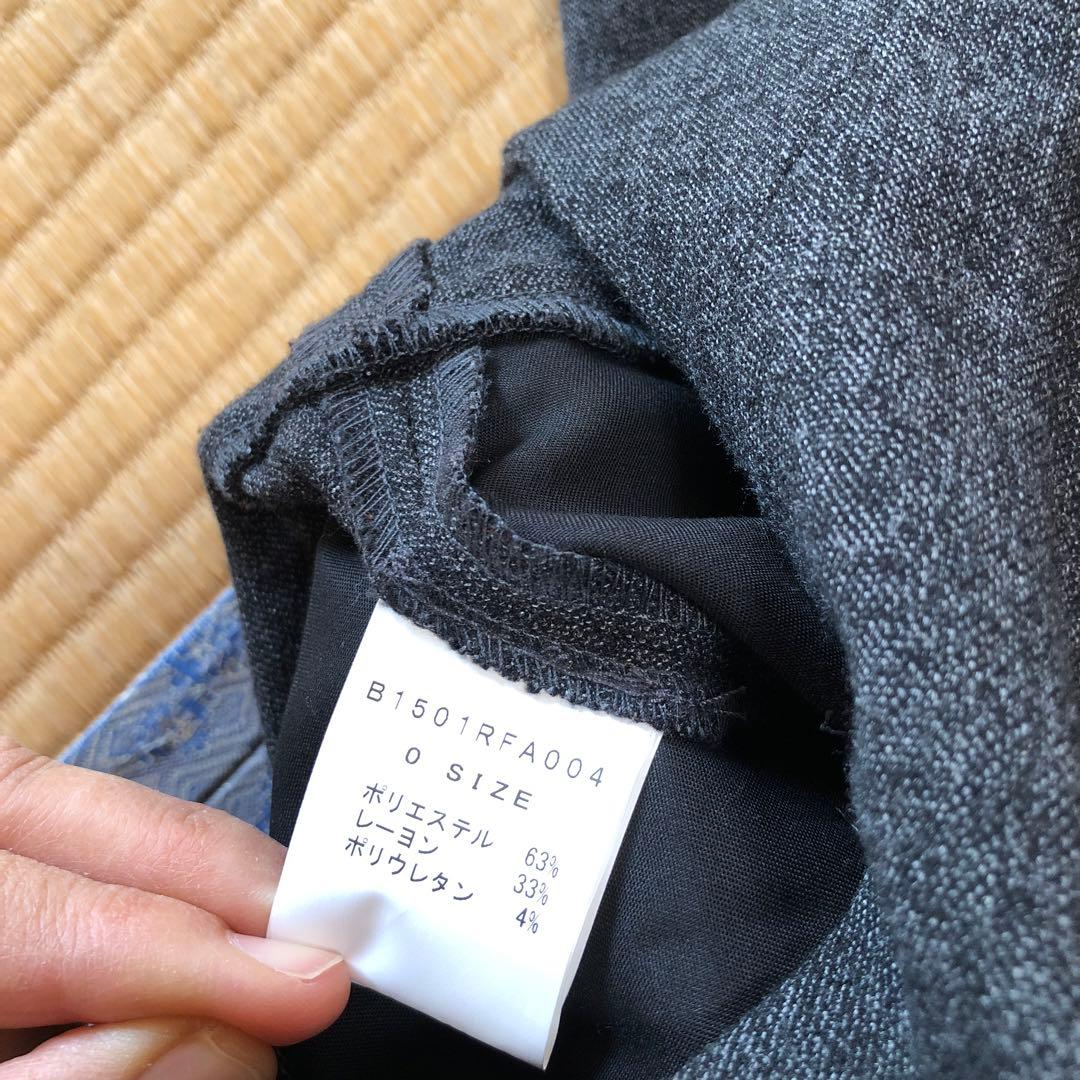 B1501RFA004
0 SIZE
ポリエステル 63%
レーヨン 33%
ポリウレタン 4%